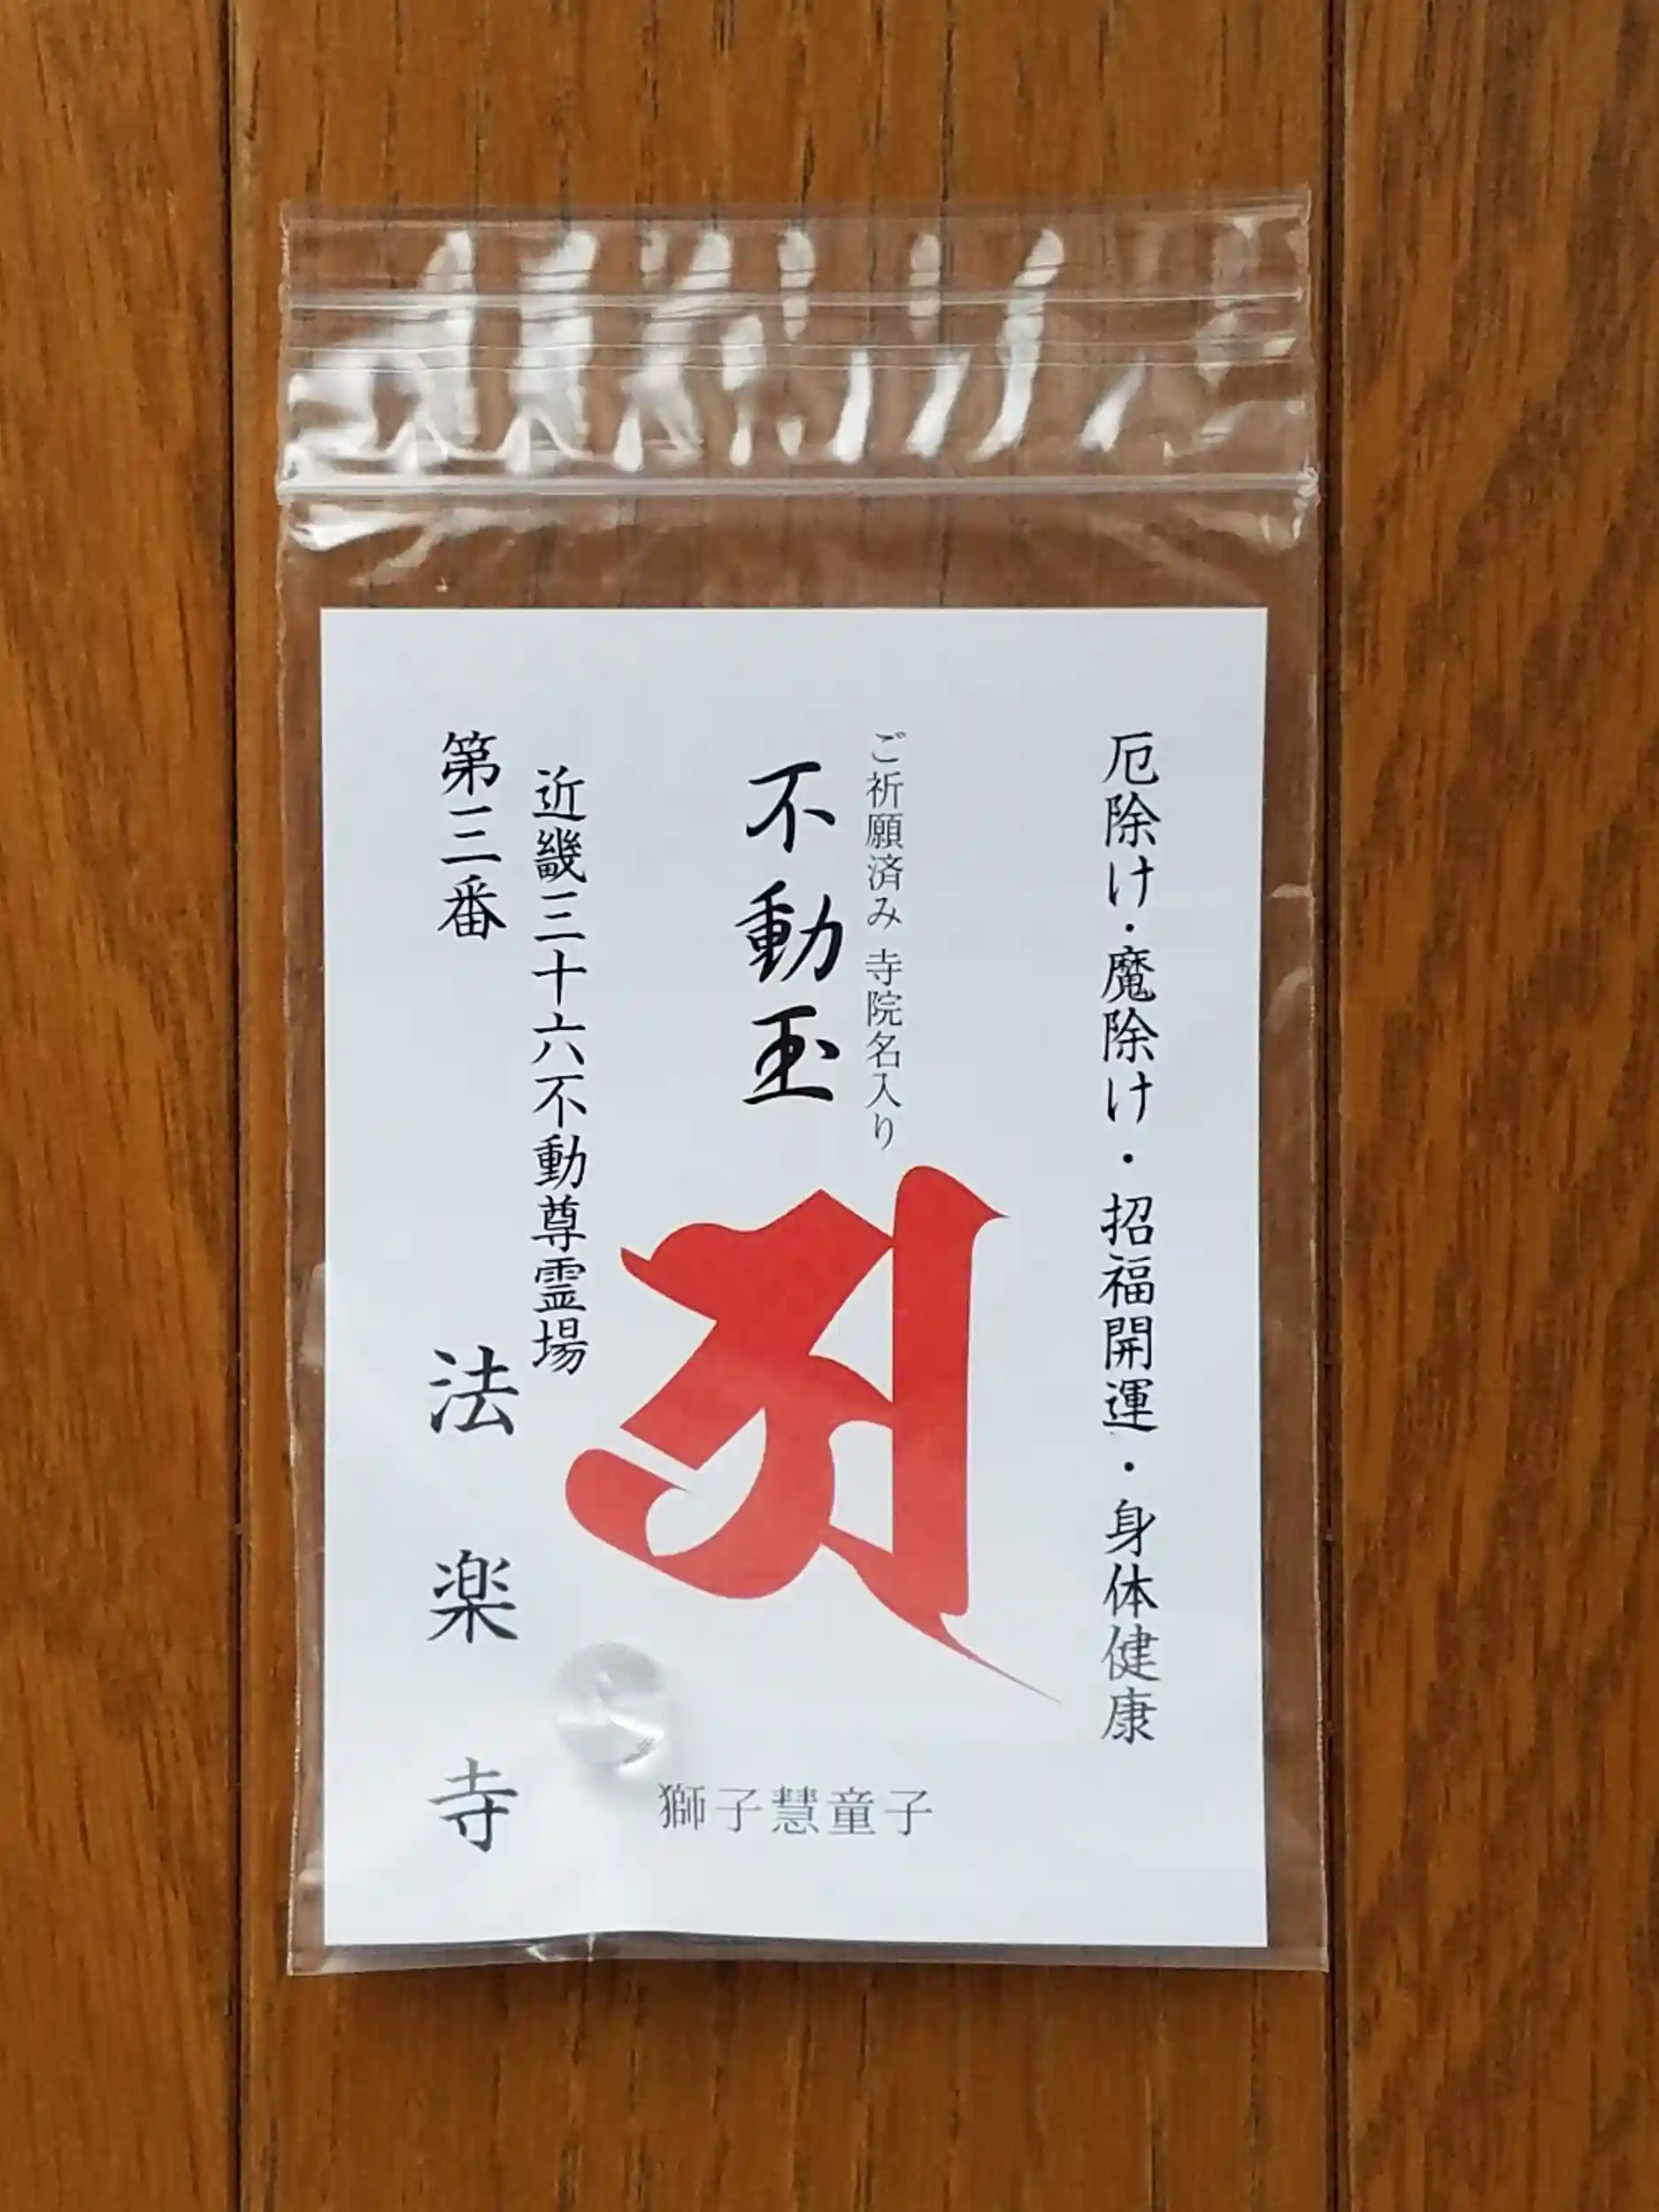 厄除け・魔除け・招福開運・身体健康
ご祈願済み 寺院名入り
不動玉
近畿三十六不動尊霊場
第三番
法楽寺
獅子慧童子